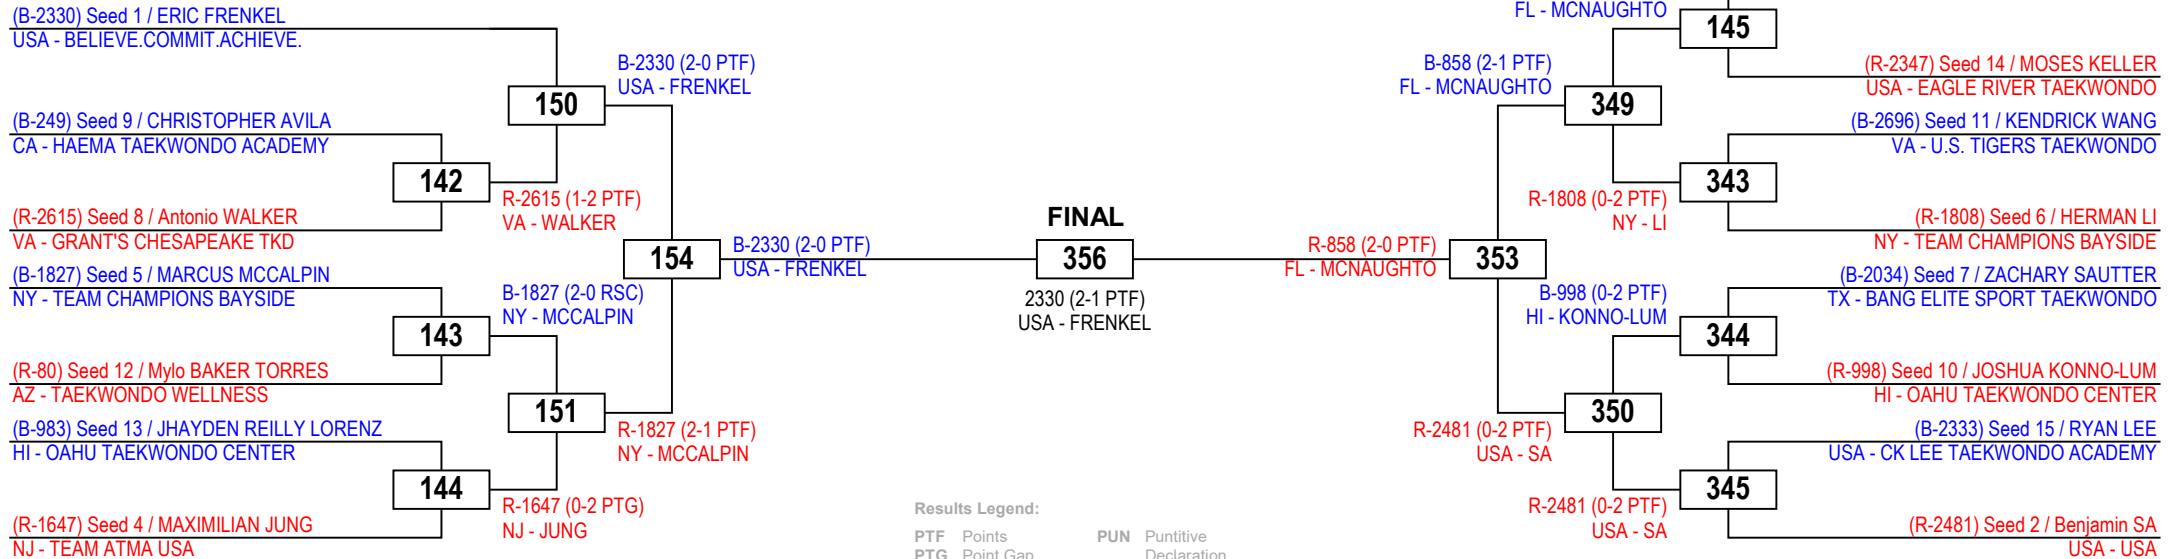 (B-2330) Seed 1 / ERIC FRENKEL
USA - BELIEVE.COMMIT.ACHIEVE.
B-2330 (2-0 PTF)
USA - FRENKEL
150
(B-249) Seed 9 / CHRISTOPHER AVILA
CA - HAEMA TAEKWONDO ACADEMY
142
R-2615 (1-2 PTF)
VA - WALKER
(R-2615) Seed 8 / Antonio WALKER
VA - GRANT'S CHESAPEAKE TKD
154
B-2330 (2-0 PTF)
USA - FRENKEL
(B-1827) Seed 5 / MARCUS MCCALPIN
NY - TEAM CHAMPIONS BAYSIDE
B-1827 (2-0 RSC)
NY - MCCALPIN
143
(R-80) Seed 12 / Mylo BAKER TORRES
AZ - TAEKWONDO WELLNESS
151
R-1827 (2-1 PTF)
NY - MCCALPIN
(B-983) Seed 13 / JHAYDEN REILLY LORENZ
HI - OAHU TAEKWONDO CENTER
144
R-1647 (0-2 PTG)
NJ - JUNG
(R-1647) Seed 4 / MAXIMILIAN JUNG
NJ - TEAM ATMA USA
FINAL
356
2330 (2-1 PTF)
USA - FRENKEL
Results Legend:
PTF Points
PUN Puntitive
PTG Point Gap
Declaration
FL - MCNAUGHTO
145
B-858 (2-1 PTF)
FL - MCNAUGHTO
349
(R-2347) Seed 14 / MOSES KELLER
USA - EAGLE RIVER TAEKWONDO
(B-2696) Seed 11 / KENDRICK WANG
VA - U.S. TIGERS TAEKWONDO
343
R-1808 (0-2 PTF)
NY - LI
(R-1808) Seed 6 / HERMAN LI
NY - TEAM CHAMPIONS BAYSIDE
R-858 (2-0 PTF)
FL - MCNAUGHTO
353
(B-2034) Seed 7 / ZACHARY SAUTTER
TX - BANG ELITE SPORT TAEKWONDO
B-998 (0-2 PTF)
HI - KONNO-LUM
344
(R-998) Seed 10 / JOSHUA KONNO-LUM
HI - OAHU TAEKWONDO CENTER
350
R-2481 (0-2 PTF)
USA - SA
(B-2333) Seed 15 / RYAN LEE
USA - CK LEE TAEKWONDO ACADEMY
345
R-2481 (0-2 PTF)
USA - SA
(R-2481) Seed 2 / Benjamin SA
USA - USA